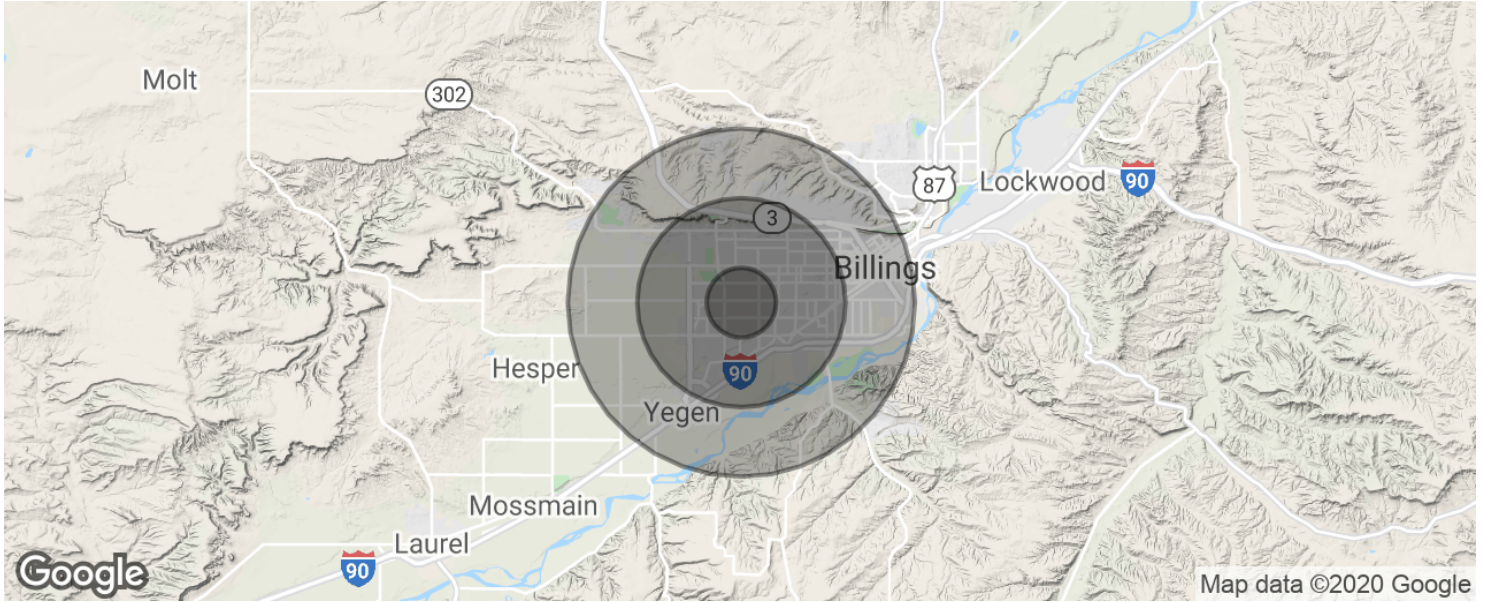 Molt
302
87
Lockwood
90
3
Billings
Hesper
90
Yegen
Mossmain
Laurel
90
Google
Map data ©2020 Google